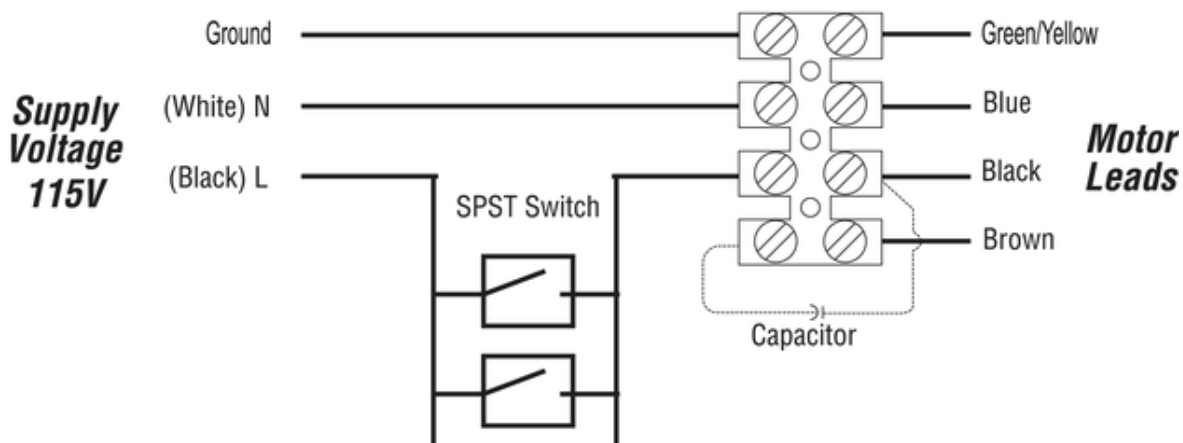 Ground
Green/Yellow
Supply
Voltage
115V
(White) N
Blue
Motor
Leads
(Black) L
Black
SPST Switch
Brown
Capacitor